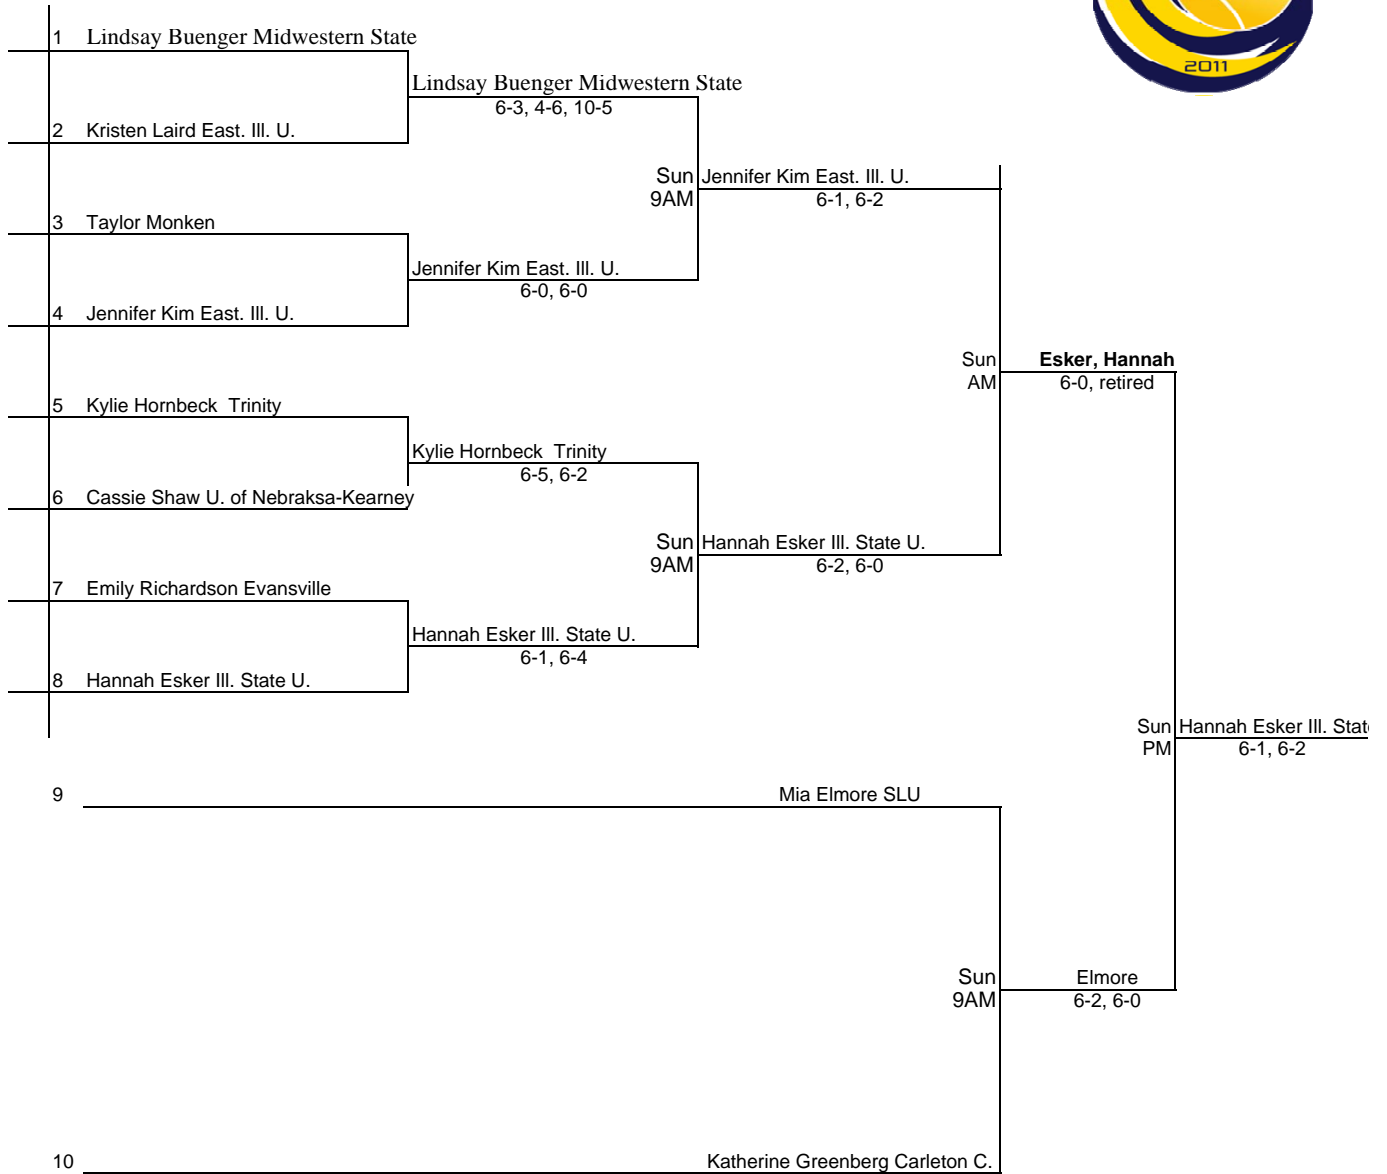 1 Lindsay Buenger Midwestern State
Lindsay Buenger Midwestern State
6-3, 4-6, 10-5
2 Kristen Laird East. Ill. U.
Sun Jennifer Kim East. Ill. U.
9AM 6-1, 6-2
3 Taylor Monken
Jennifer Kim East. Ill. U.
6-0, 6-0
4 Jennifer Kim East. Ill. U.
Sun Esker, Hannah
AM 6-0, retired
5 Kylie Hornbeck Trinity
Kylie Hornbeck Trinity
6-5, 6-2
6 Cassie Shaw U. of Nebraksa-Kearney
Sun Hannah Esker Ill. State U.
9AM 6-2, 6-0
7 Emily Richardson Evansville
Hannah Esker Ill. State U.
6-1, 6-4
8 Hannah Esker Ill. State U.
Sun Hannah Esker Ill. Stat
PM 6-1, 6-2
9 Mia Elmore SLU
Sun Elmore
9AM 6-2, 6-0
10 Katherine Greenberg Carleton C.
2011